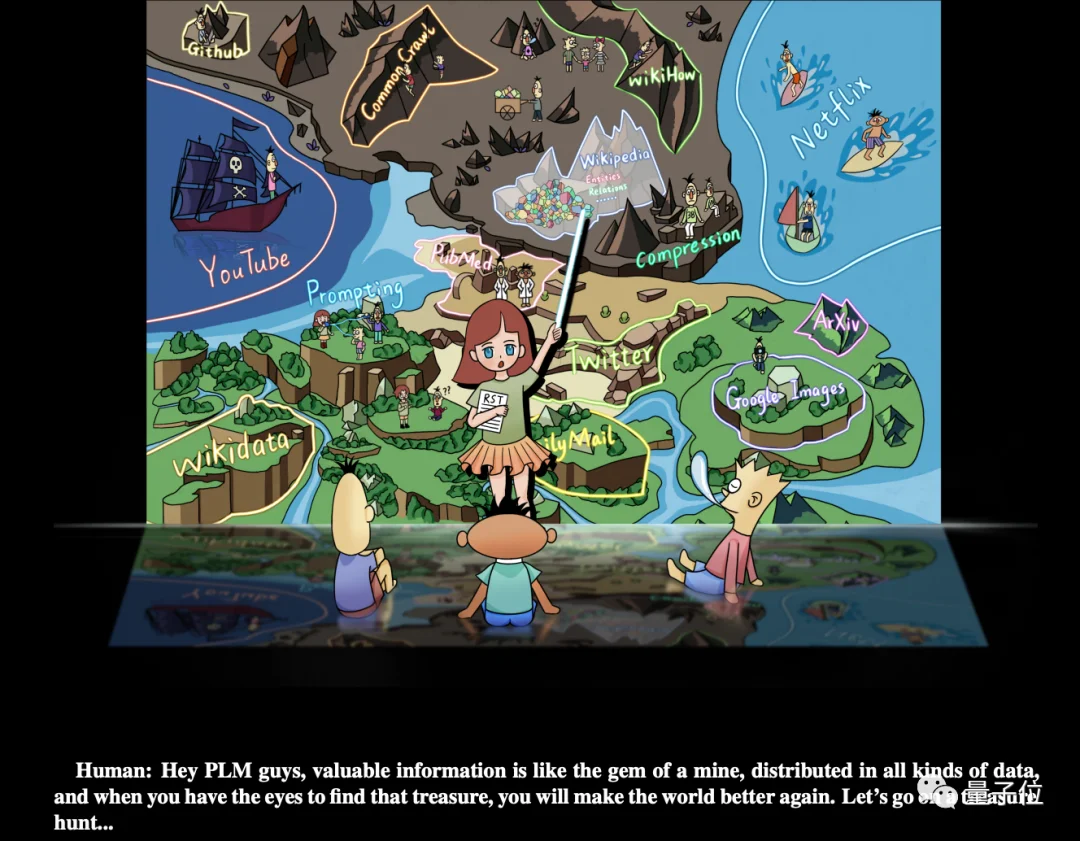 Github
Common Crawl
wikiHow
Netflix
Wikipedia
Entities
Relations
......
Compression
PubMed
YouTube
Prompting
ArXiv
Twitter
Google Images
??
RST
ilyMail
wikidata
YouTube
Human: Hey PLM guys, valuable information is like the gem of a mine, distributed in all kinds of data,
and when you have the eyes to find that treasure, you will make the world better again. Let's go on a treasure
hunt...
量子位